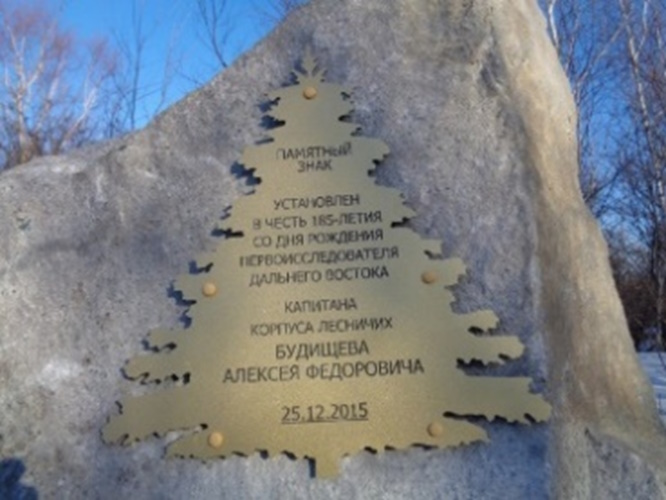 ПАМЯТНЫЙ
ЗНАК
УСТАНОВЛЕН
В ЧЕСТЬ 185-ЛЕТИЯ
СО ДНЯ РОЖДЕНИЯ
ПЕРВОИССЛЕДОВАТЕЛЯ
ДАЛЬНЕГО ВОСТОКА
КАПИТАНА
КОРПУСА ЛЕСНИЧИХ
БУДИЩЕВА
АЛЕКСЕЯ ФЕДОРОВИЧА
25.12.2015